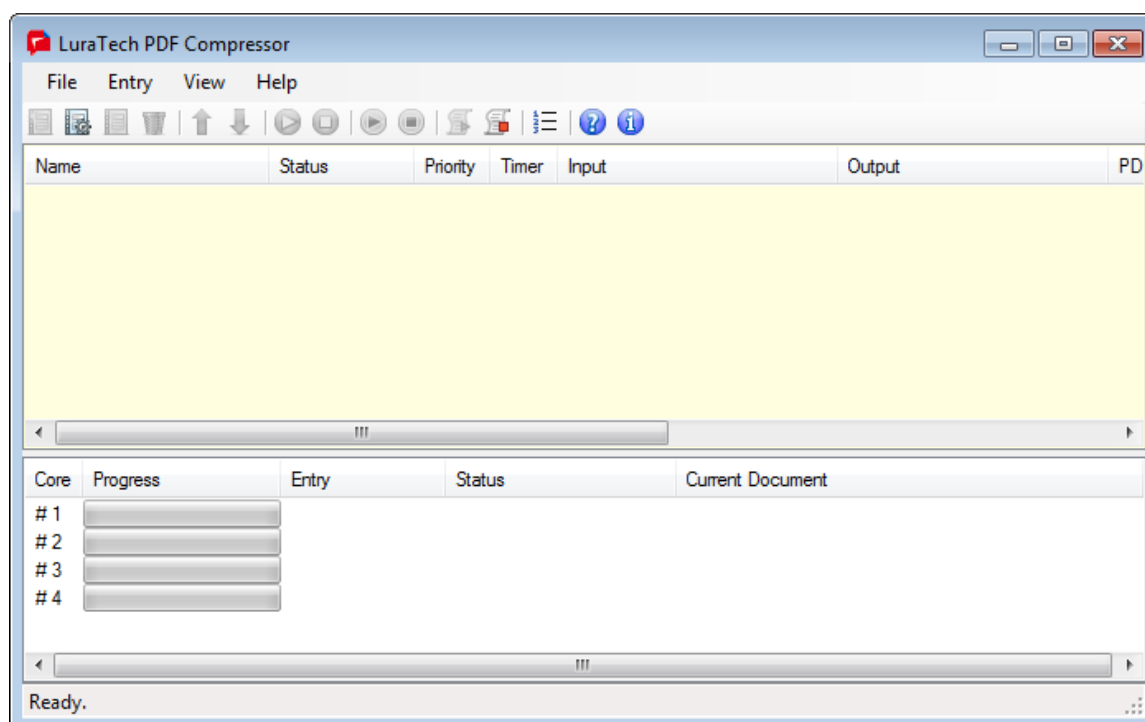 LuraTech PDF Compressor
File Entry View Help
Name Status Priority Timer Input Output PD
Core Progress Entry Status Current Document
# 1
# 2
# 3
# 4
Ready.